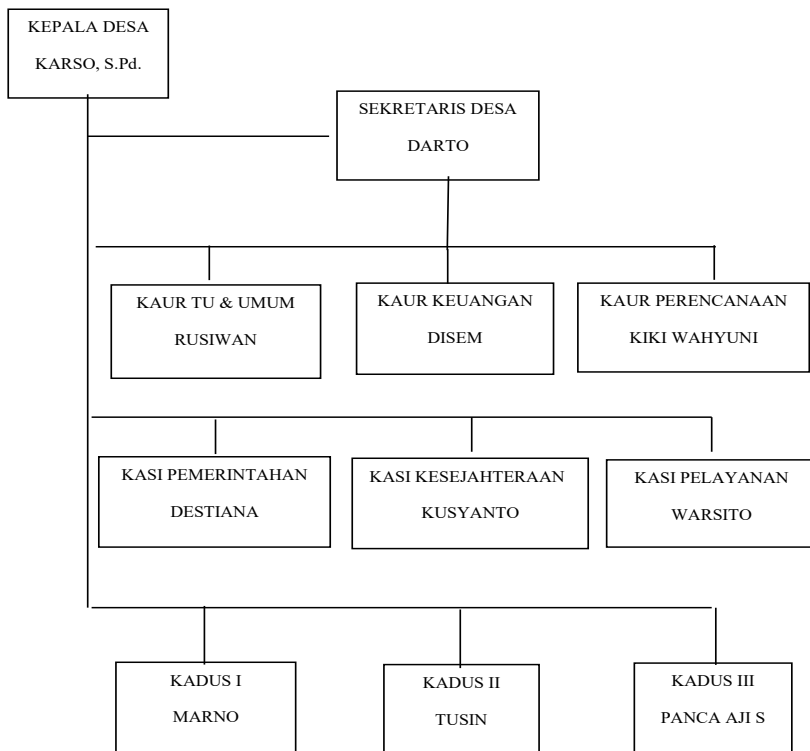 KEPALA DESA
KARSO, S.Pd.
SEKRETARIS DESA
DARTO
KAUR TU & UMUM
RUSIWAN
KAUR KEUANGAN
DISEM
KAUR PERENCANAAN
KIKI WAHYUNI
KASI PEMERINTAHAN
DESTIANA
KASI KESEJAHTERAAN
KUSYANTO
KASI PELAYANAN
WARSITO
KADUS I
MARNO
KADUS II
TUSIN
KADUS III
PANCA AJI S